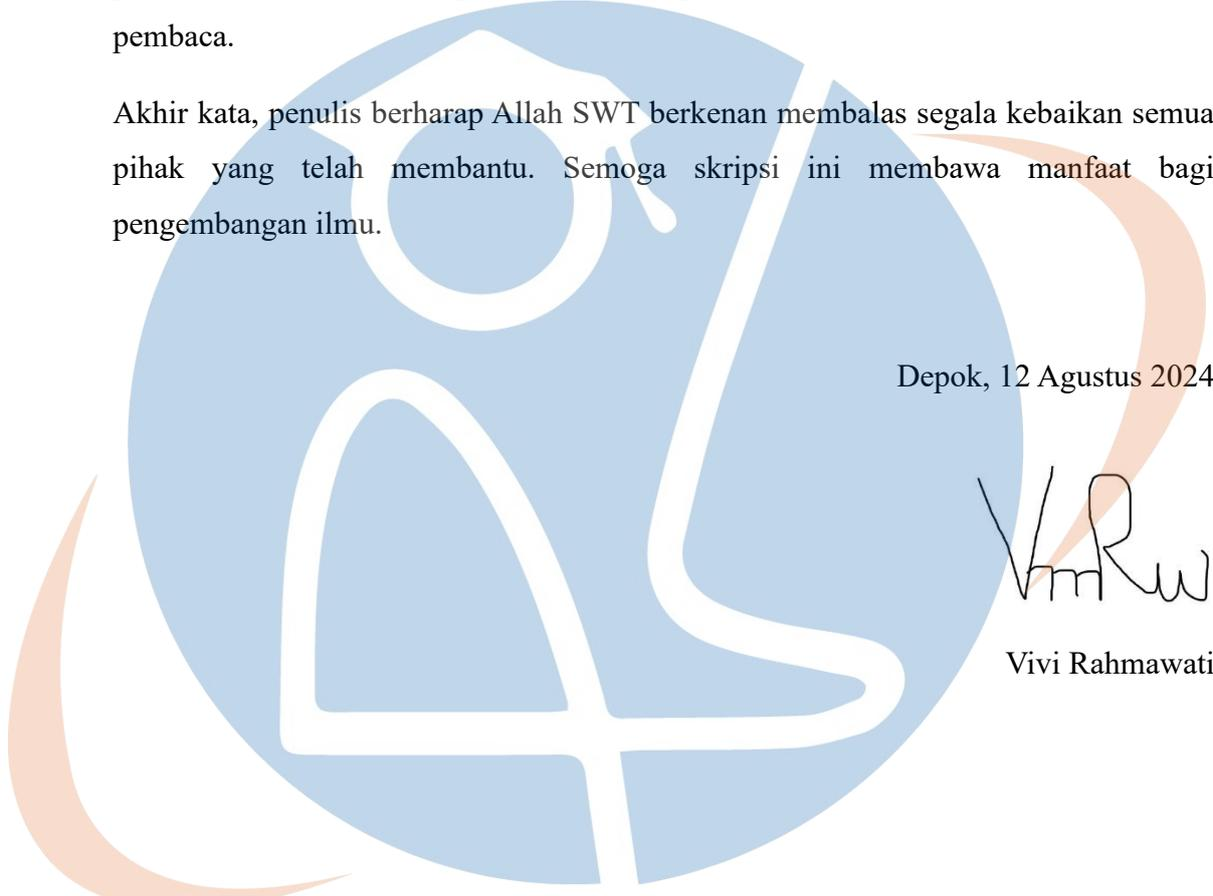 pembaca.
Akhir kata, penulis berharap Allah SWT berkenan membalas segala kebaikan semua
pihak yang telah membantu. Semoga skripsi ini membawa manfaat bagi
pengembangan ilmu.
Depok, 12 Agustus 2024
Vivi Rahmawati